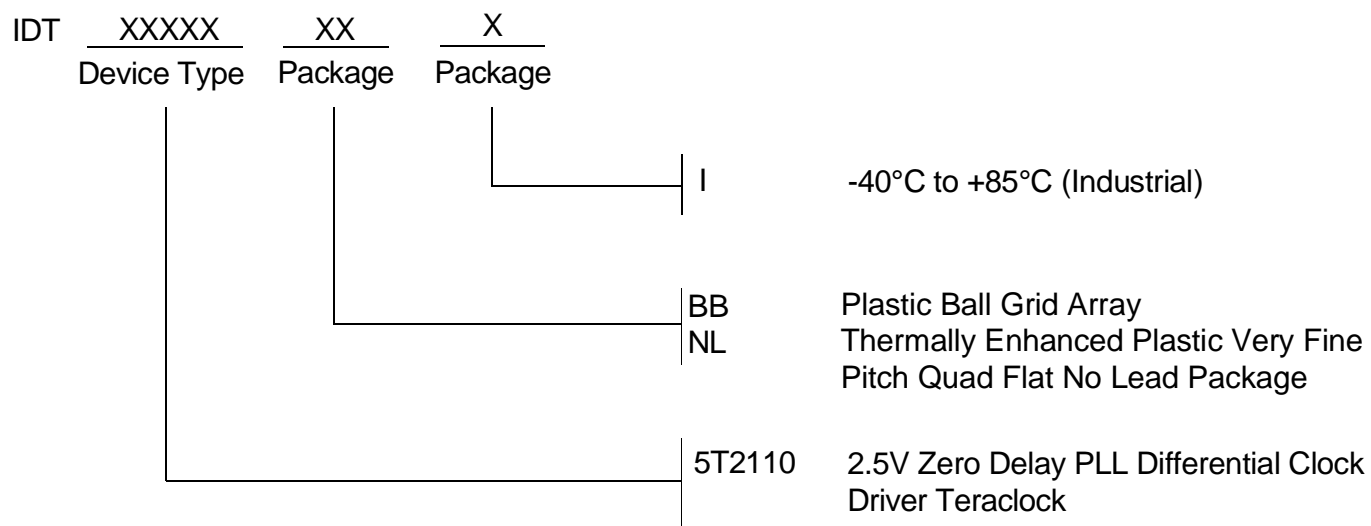 IDT XXXXX XX X
Device Type Package Package
I -40°C to +85°C (Industrial)
BB Plastic Ball Grid Array
NL Thermally Enhanced Plastic Very Fine
Pitch Quad Flat No Lead Package
5T2110 2.5V Zero Delay PLL Differential Clock
Driver Teraclock